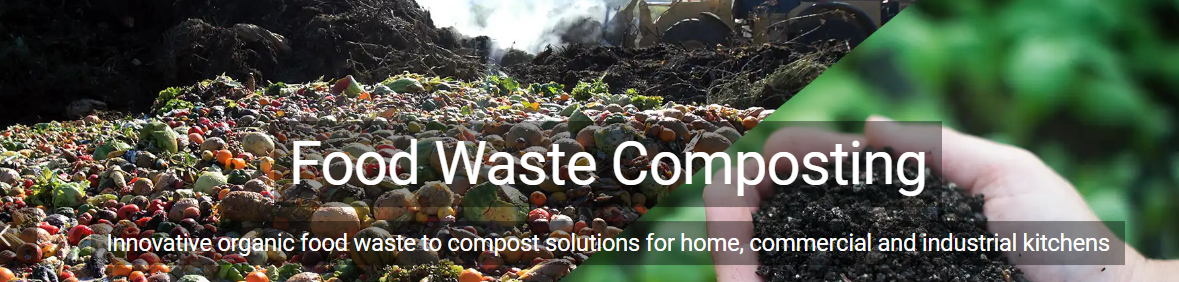 Food Waste Composting
Innovative organic food waste to compost solutions for home, commercial and industrial kitchens